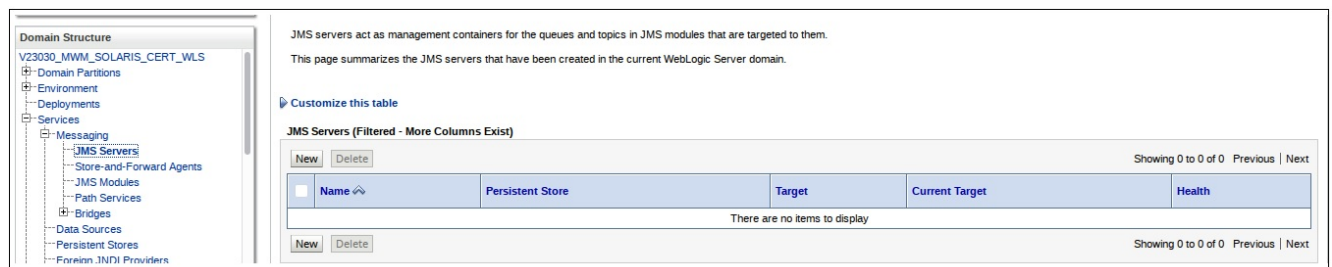 Domain Structure
V23030_MWM_SOLARIS_CERT_WLS
Domain Partitions
Environment
Deployments
Services
Messaging
JMS Servers
Store-and-Forward Agents
JMS Modules
Path Services
Bridges
Data Sources
Persistent Stores
Foreign JNDI Providers
JMS servers act as management containers for the queues and topics in JMS modules that are targeted to them.
This page summarizes the JMS servers that have been created in the current WebLogic Server domain.
Customize this table
JMS Servers (Filtered - More Columns Exist)
New Delete Showing 0 to 0 of 0 Previous | Next
Name Persistent Store Target Current Target Health
There are no items to display
New Delete Showing 0 to 0 of 0 Previous | Next